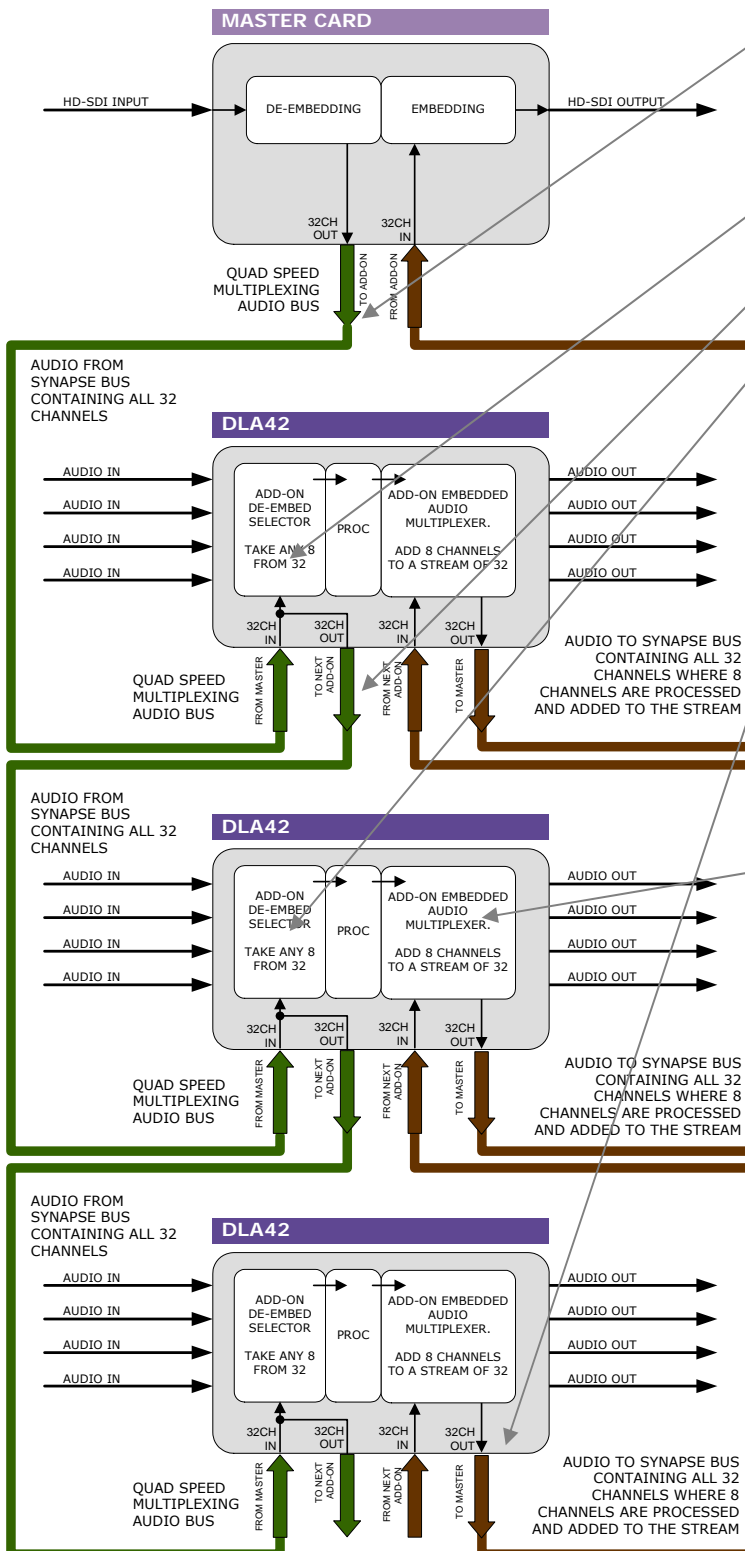 MASTER CARD
HD-SDI INPUT
DE-EMBEDDING
EMBEDDING
HD-SDI OUTPUT
32CH
OUT
32CH
IN
TO ADD-ON
FROM ADD-ON
QUAD SPEED
MULTIPLEXING
AUDIO BUS
AUDIO FROM
SYNAPSE BUS
CONTAINING ALL 32
CHANNELS
DLA42
AUDIO IN
AUDIO IN
AUDIO IN
AUDIO IN
ADD-ON
DE-EMBED
SELECTOR
TAKE ANY 8
FROM 32
PROC
ADD-ON EMBEDDED
AUDIO
MULTIPLEXER.
ADD 8 CHANNELS
TO A STREAM OF 32
AUDIO OUT
AUDIO OUT
AUDIO OUT
AUDIO OUT
32CH
IN
32CH
OUT
32CH
IN
32CH
OUT
FROM MASTER
TO NEXT
ADD-ON
FROM NEXT
ADD-ON
TO MASTER
QUAD SPEED
MULTIPLEXING
AUDIO BUS
AUDIO TO SYNAPSE BUS
CONTAINING ALL 32
CHANNELS WHERE 8
CHANNELS ARE PROCESSED
AND ADDED TO THE STREAM
AUDIO FROM
SYNAPSE BUS
CONTAINING ALL 32
CHANNELS
DLA42
AUDIO IN
AUDIO IN
AUDIO IN
AUDIO IN
ADD-ON
DE-EMBED
SELECTOR
TAKE ANY 8
FROM 32
PROC
ADD-ON EMBEDDED
AUDIO
MULTIPLEXER.
ADD 8 CHANNELS
TO A STREAM OF 32
AUDIO OUT
AUDIO OUT
AUDIO OUT
AUDIO OUT
32CH
IN
32CH
OUT
32CH
IN
32CH
OUT
FROM MASTER
TO NEXT
ADD-ON
FROM NEXT
ADD-ON
TO MASTER
QUAD SPEED
MULTIPLEXING
AUDIO BUS
AUDIO TO SYNAPSE BUS
CONTAINING ALL 32
CHANNELS WHERE 8
CHANNELS ARE PROCESSED
AND ADDED TO THE STREAM
AUDIO FROM
SYNAPSE BUS
CONTAINING ALL 32
CHANNELS
DLA42
AUDIO IN
AUDIO IN
AUDIO IN
AUDIO IN
ADD-ON
DE-EMBED
SELECTOR
TAKE ANY 8
FROM 32
PROC
ADD-ON EMBEDDED
AUDIO
MULTIPLEXER.
ADD 8 CHANNELS
TO A STREAM OF 32
AUDIO OUT
AUDIO OUT
AUDIO OUT
AUDIO OUT
32CH
IN
32CH
OUT
32CH
IN
32CH
OUT
FROM MASTER
TO NEXT
ADD-ON
FROM NEXT
ADD-ON
TO MASTER
QUAD SPEED
MULTIPLEXING
AUDIO BUS
AUDIO TO SYNAPSE BUS
CONTAINING ALL 32
CHANNELS WHERE 8
CHANNELS ARE PROCESSED
AND ADDED TO THE STREAM